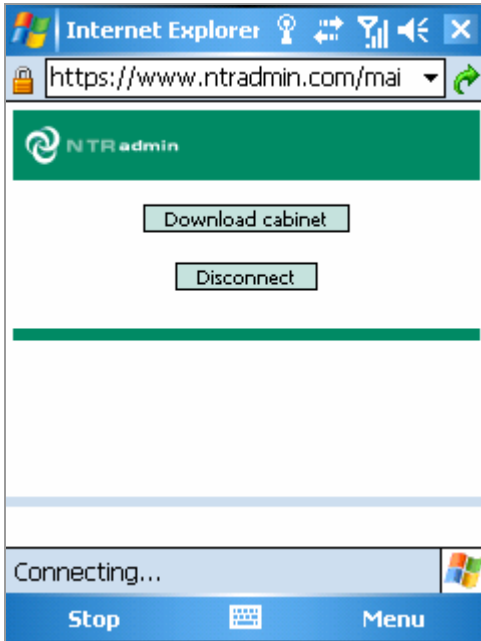 Internet Explorer
https://www.ntradmin.com/mai
NTRadmin
Download cabinet
Disconnect
Connecting...
Stop Menu